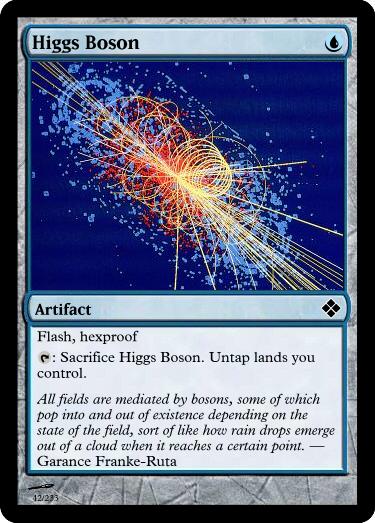 Higgs Boson
Artifact
Flash, hexproof
: Sacrifice Higgs Boson. Untap lands you
control.
All fields are mediated by bosons, some of which
pop into and out of existence depending on the
state of the field, sort of like how rain drops emerge
out of a cloud when it reaches a certain point. —
Garance Franke-Ruta
42/233